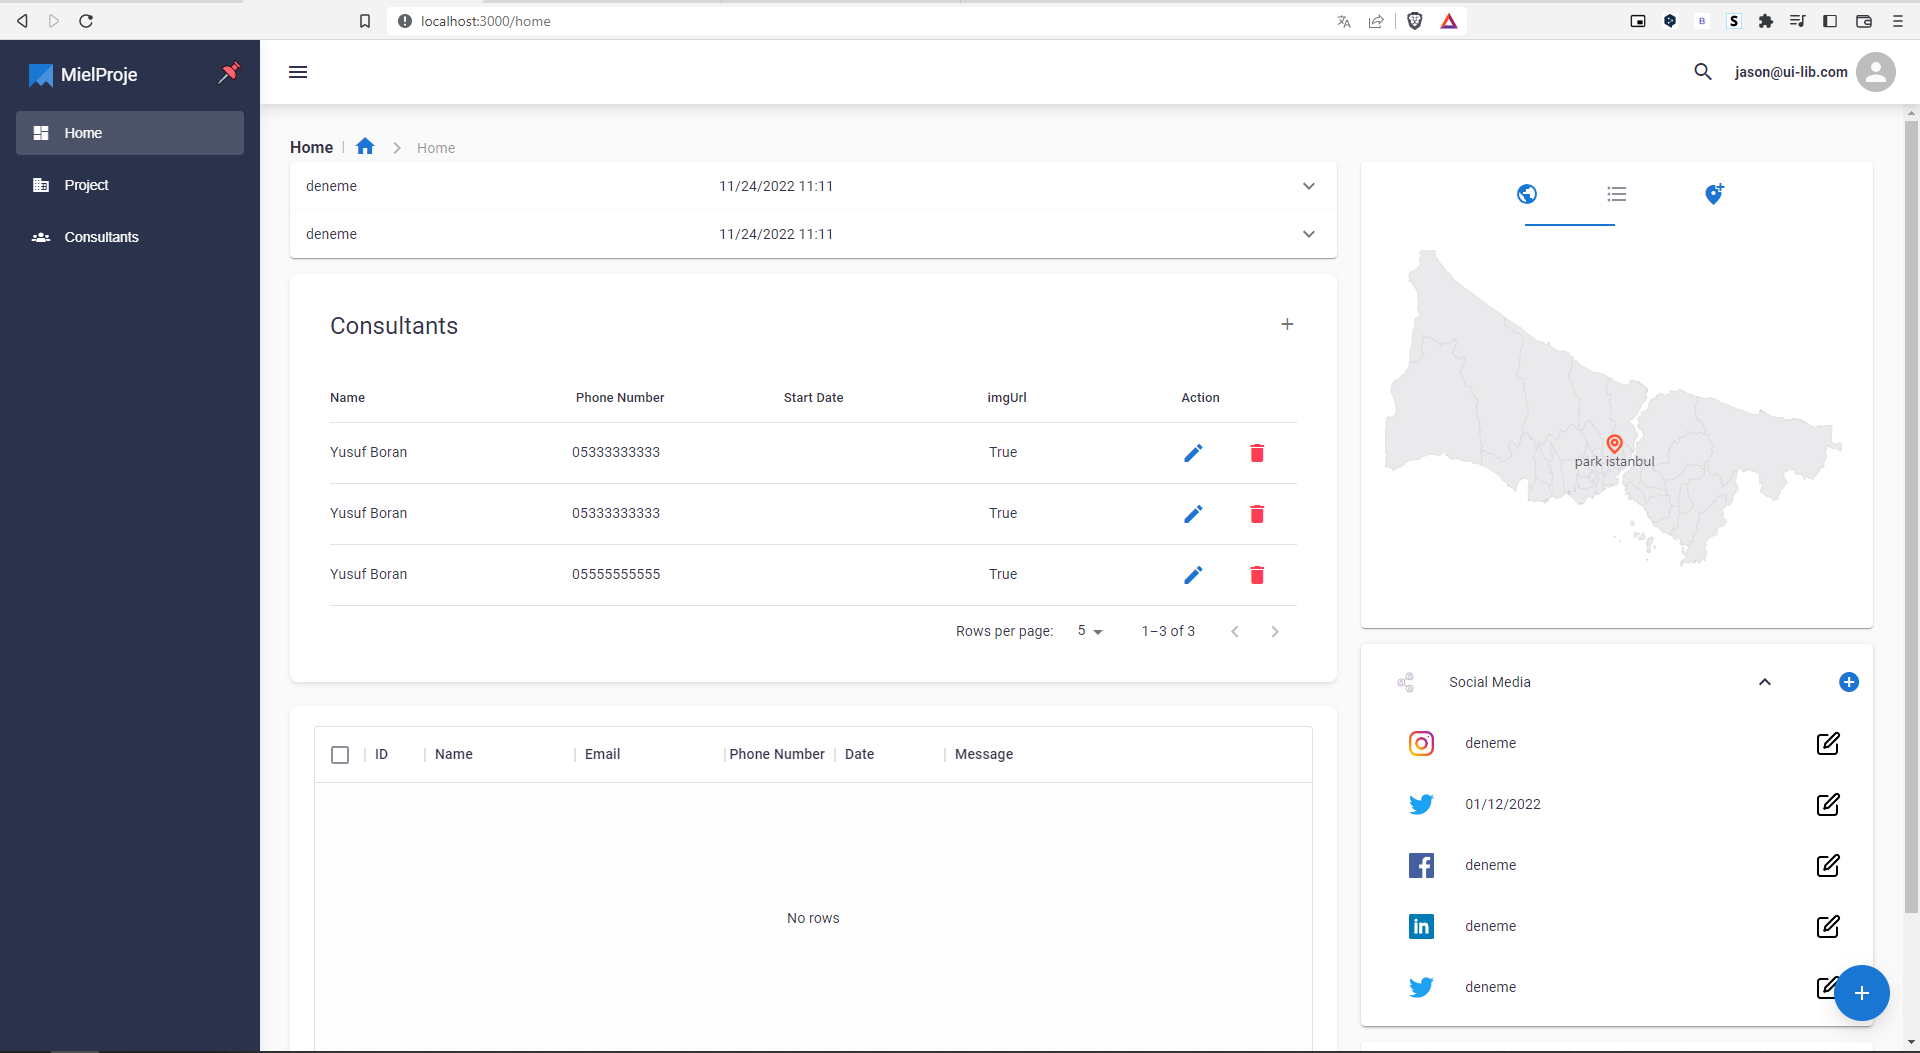 localhost:3000/home
MielProje
jason@ui-lib.com
Home
Project
Consultants
Home
Home
deneme 11/24/2022 11:11
deneme 11/24/2022 11:11
Consultants
Name Phone Number Start Date imgUrl Action
Yusuf Boran 05333333333 True
Yusuf Boran 05333333333 True
Yusuf Boran 05555555555 True
Rows per page: 5 1–3 of 3
ID Name Email Phone Number Date Message
No rows
park istanbul
Social Media
deneme
01/12/2022
deneme
deneme
deneme